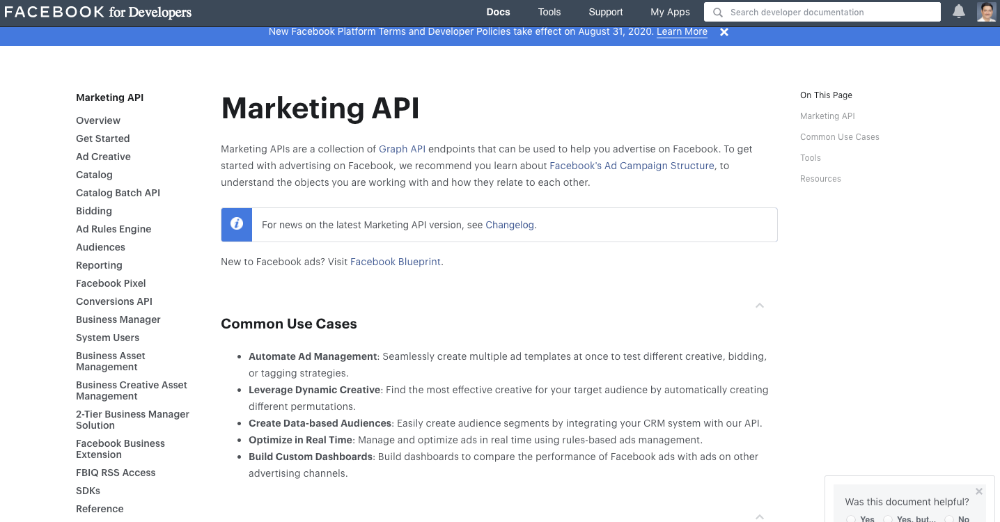 FACEBOOK for Developers
Docs Tools Support My Apps Search developer documentation
New Facebook Platform Terms and Developer Policies take effect on August 31, 2020. Learn More
Marketing API
Overview
Get Started
Ad Creative
Catalog
Catalog Batch API
Bidding
Ad Rules Engine
Audiences
Reporting
Facebook Pixel
Conversions API
Business Manager
System Users
Business Asset
Management
Business Creative Asset
Management
2-Tier Business Manager
Solution
Facebook Business
Extension
FBIQ RSS Access
SDKs
Reference
Marketing API
Marketing APIs are a collection of Graph API endpoints that can be used to help you advertise on Facebook. To get
started with advertising on Facebook, we recommend you learn about Facebook's Ad Campaign Structure, to
understand the objects you are working with and how they relate to each other.
For news on the latest Marketing API version, see Changelog.
New to Facebook ads? Visit Facebook Blueprint.
Common Use Cases
• Automate Ad Management: Seamlessly create multiple ad templates at once to test different creative, bidding,
or tagging strategies.
• Leverage Dynamic Creative: Find the most effective creative for your target audience by automatically creating
different permutations.
• Create Data-based Audiences: Easily create audience segments by integrating your CRM system with our API.
• Optimize in Real Time: Manage and optimize ads in real time using rules-based ads management.
• Build Custom Dashboards: Build dashboards to compare the performance of Facebook ads with ads on other
advertising channels.
On This Page
Marketing API
Common Use Cases
Tools
Resources
Was this document helpful?
Yes Yes, but... No